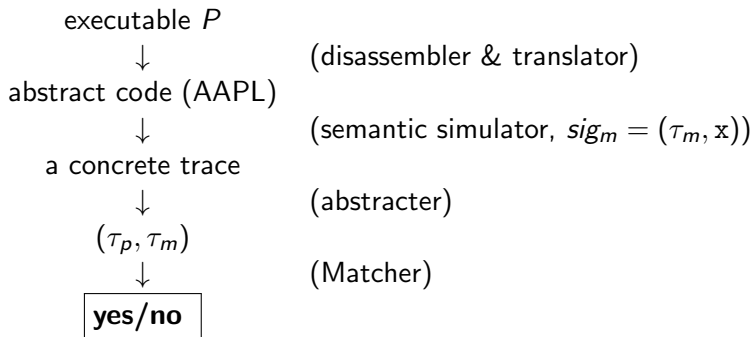 executable P
↓ (disassembler & translator)
abstract code (AAPL)
↓ (semantic simulator, sig_m = (τ_m, x))
a concrete trace
↓ (abstracter)
(τ_p, τ_m)
↓ (Matcher)
yes/no